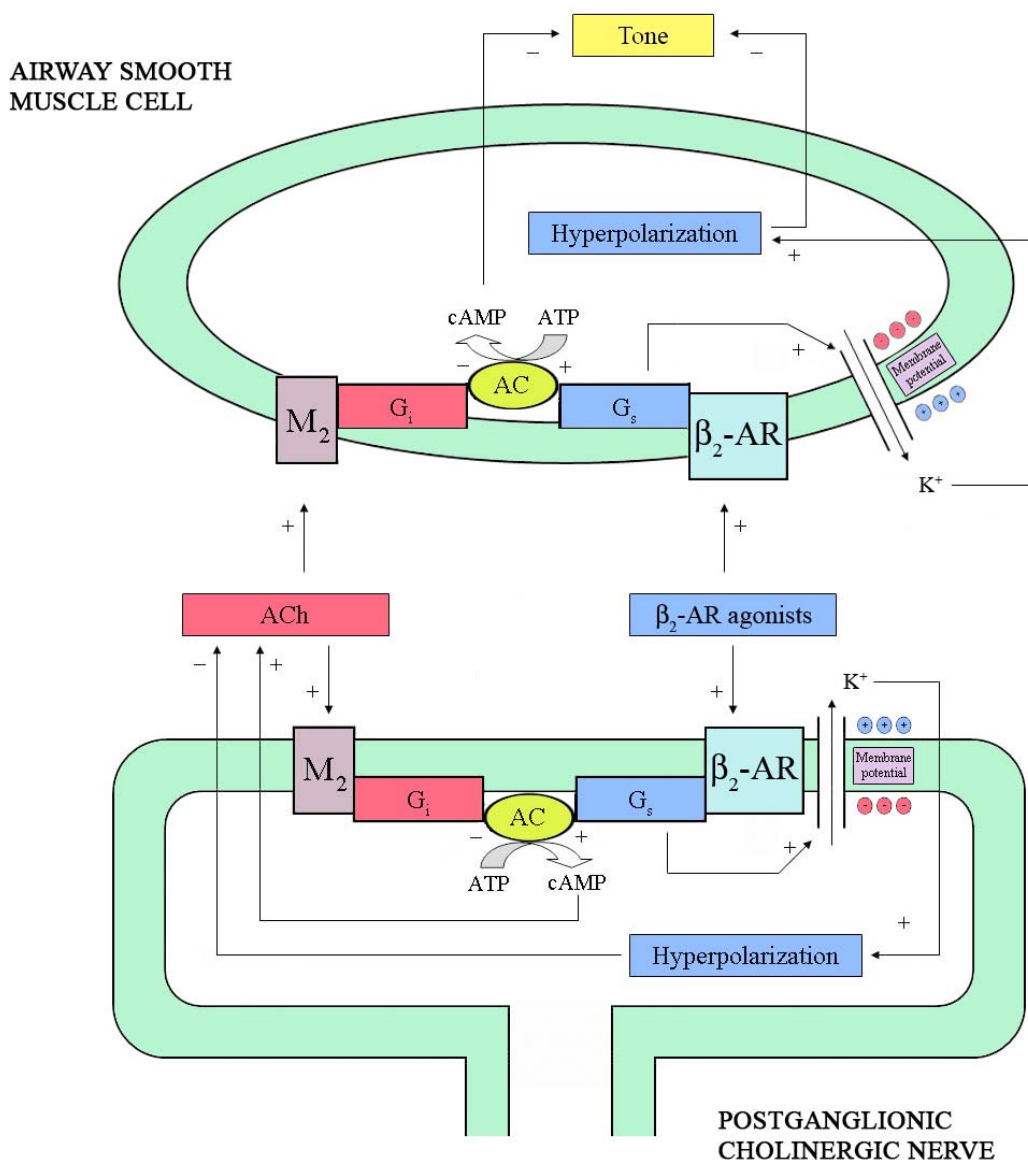 Tone
−
−
AIRWAY SMOOTH
MUSCLE CELL
Hyperpolarization
+
cAMP
ATP
−
+
AC
+
Membrane
potential
- - -
+ + +
M₂
Gᵢ
Gₛ
β₂-AR
K⁺
+
+
ACh
β₂-AR agonists
−
+
+
+
K⁺
+ + +
Membrane
potential
- - -
M₂
Gᵢ
AC
Gₛ
β₂-AR
−
+
+
ATP
cAMP
+
Hyperpolarization
POSTGANGLIONIC
CHOLINERGIC NERVE